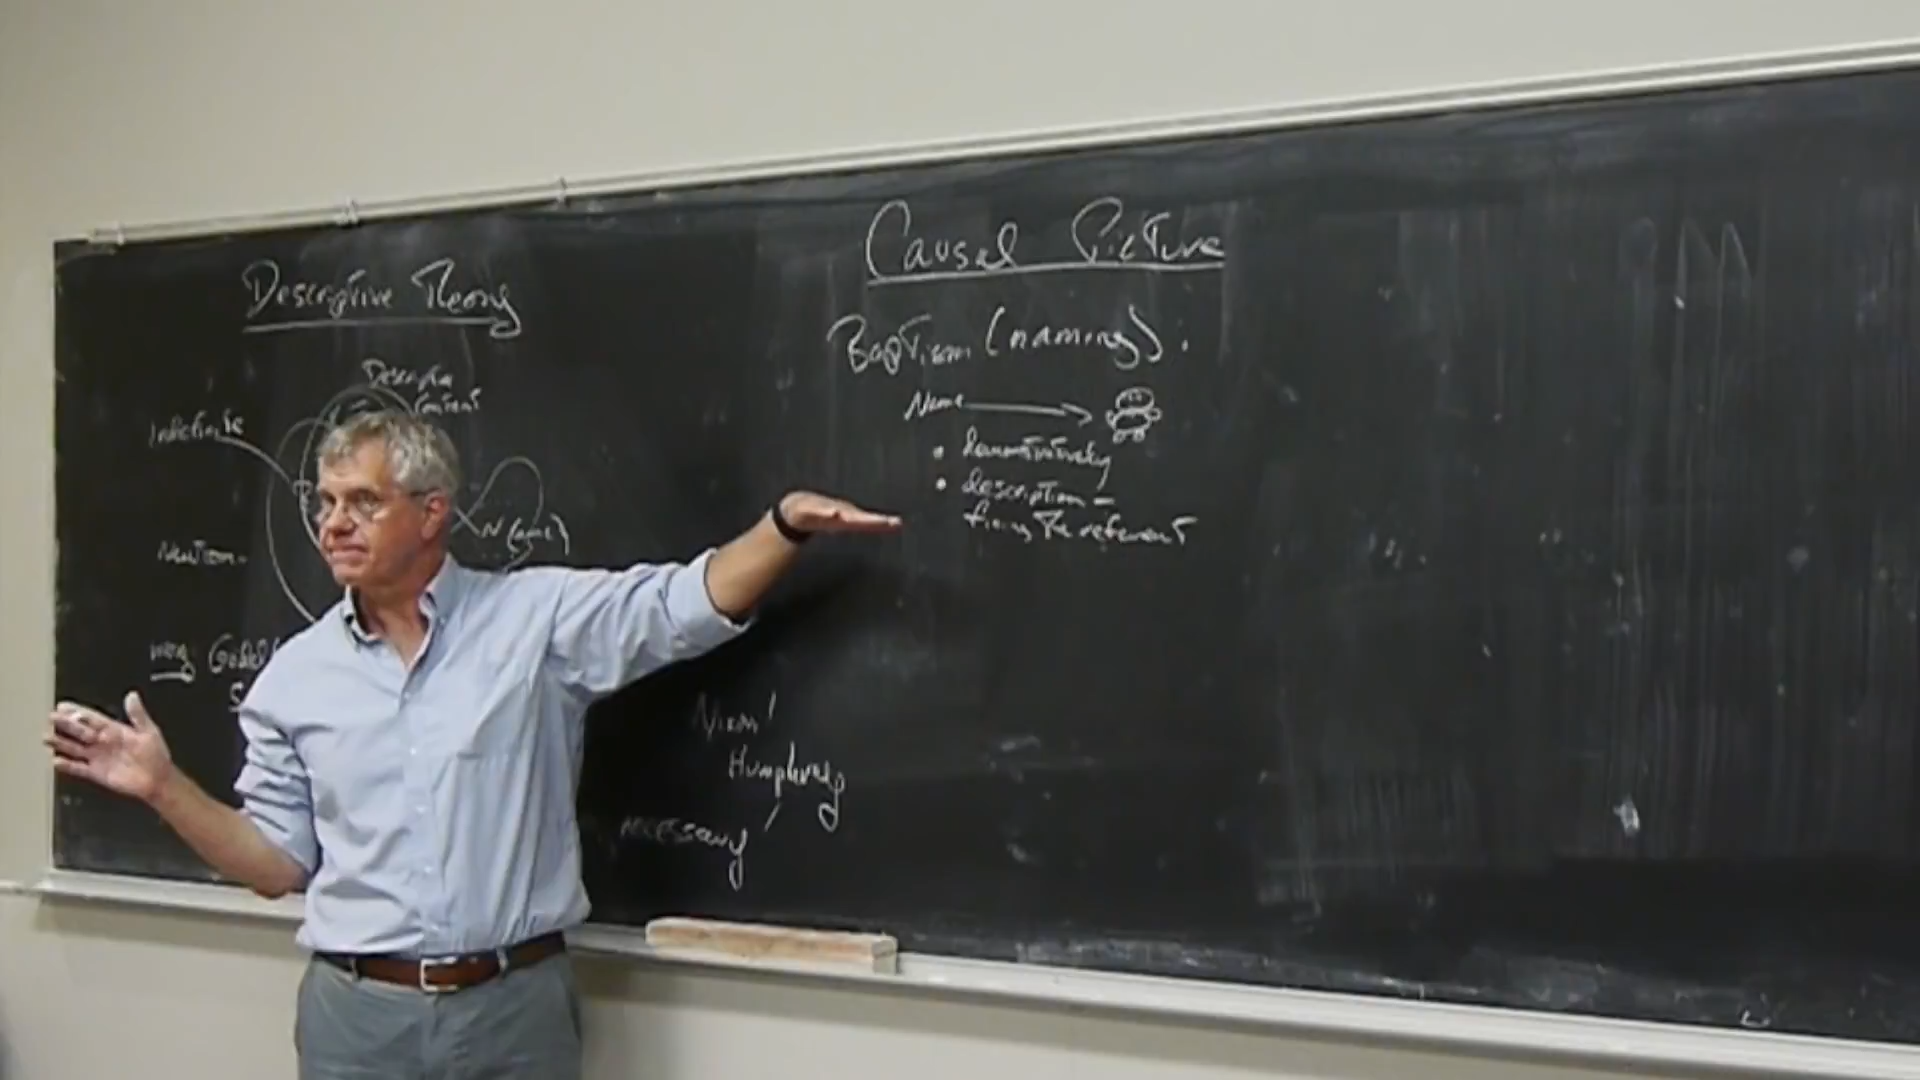 Descriptive Theory
Descriptive
Content
Indefinite
N(ame)
Newton
Gödel
Causal Picture
Baptism (naming).
Name
• demonstratively
• description –
fixing the referent
Nixon
Humphrey
necessary